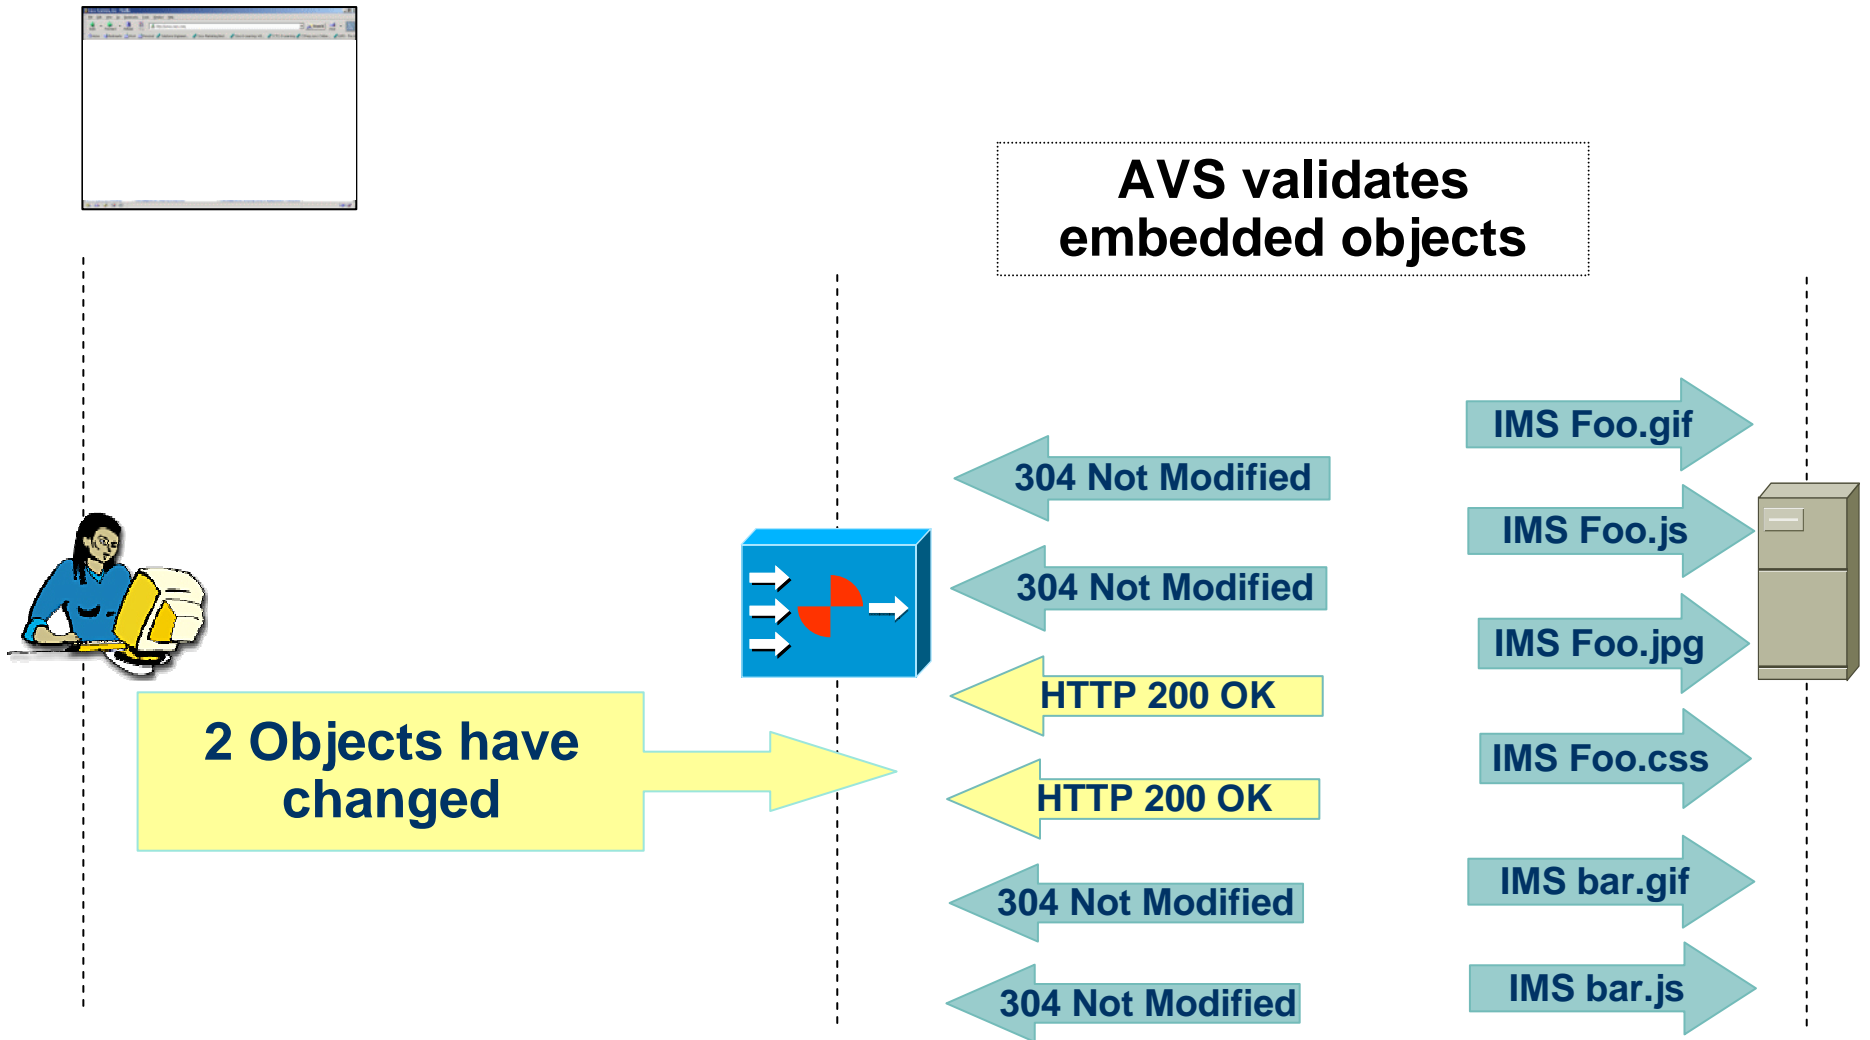 AVS validates
embedded objects
IMS Foo.gif
304 Not Modified
IMS Foo.js
304 Not Modified
IMS Foo.jpg
HTTP 200 OK
2 Objects have
changed
IMS Foo.css
HTTP 200 OK
IMS bar.gif
304 Not Modified
IMS bar.js
304 Not Modified